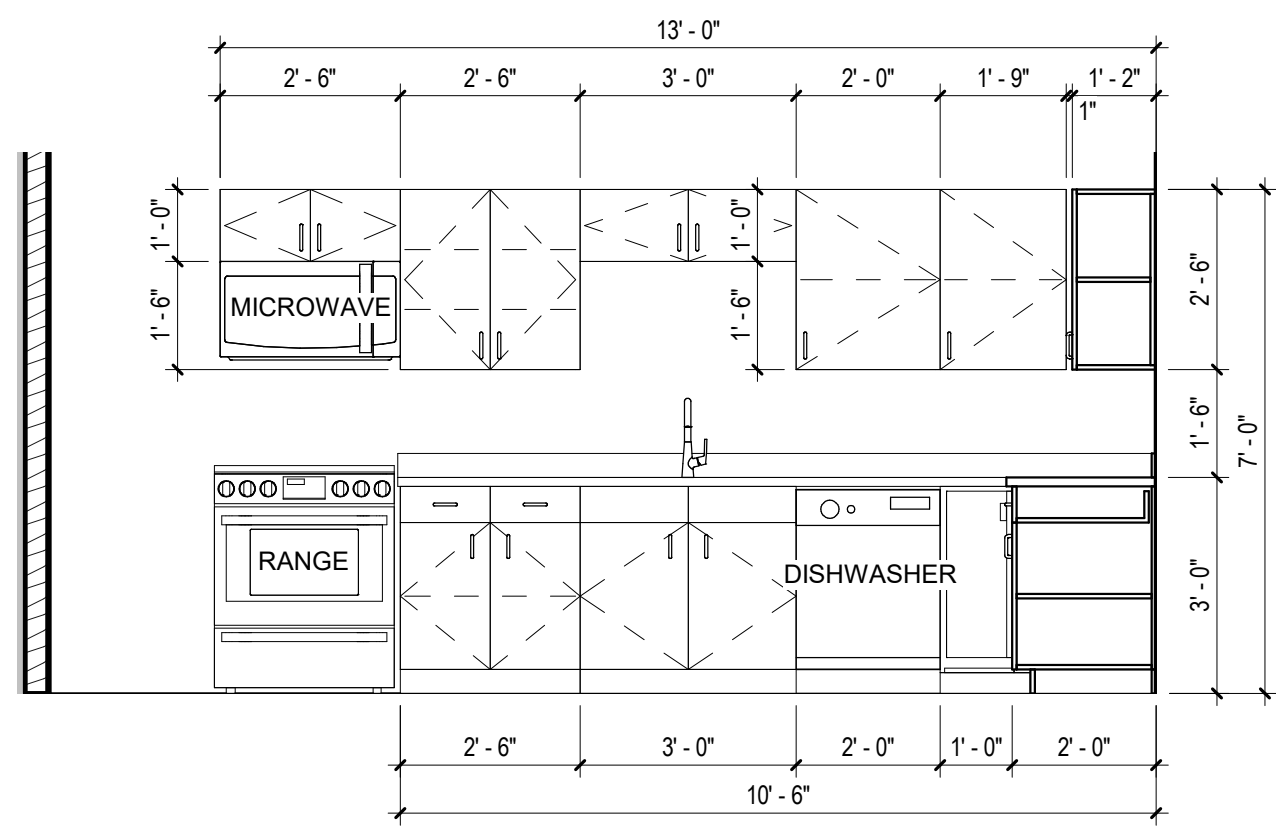 13' - 0"
2' - 6"
2' - 6"
3' - 0"
2' - 0"
1' - 9"
1' - 2"
1"
1' - 0"
1' - 6"
1' - 0"
1' - 6"
MICROWAVE
2' - 6"
1' - 6"
7' - 0"
3' - 0"
RANGE
DISHWASHER
2' - 6"
3' - 0"
2' - 0"
1' - 0"
2' - 0"
10' - 6"